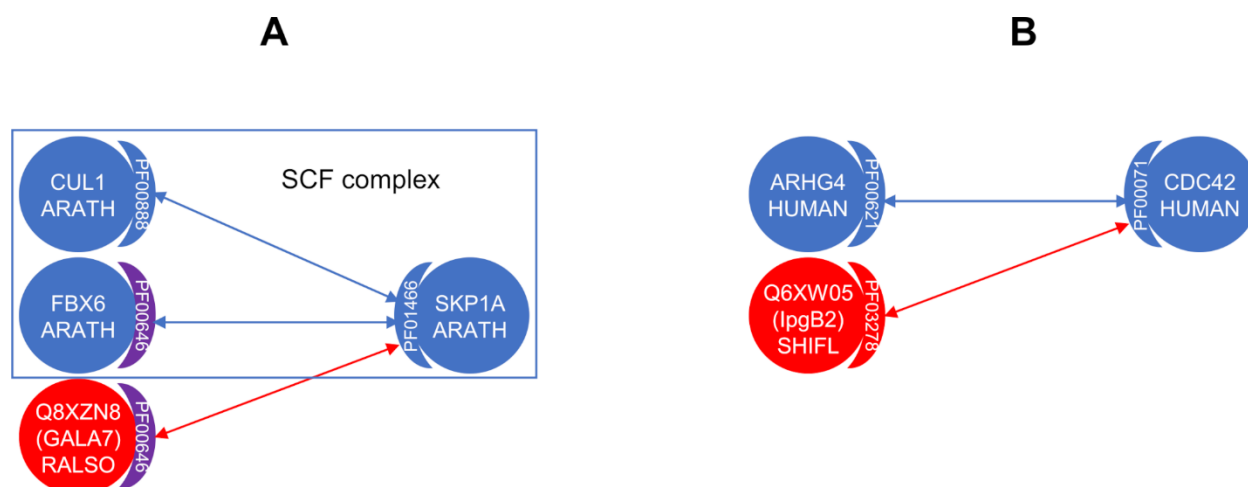 A
B
SCF complex
CUL1
ARATH
PF00888
FBX6
ARATH
PF00646
PF01466
SKP1A
ARATH
Q8XZN8
(GALA7)
RALSO
PF00646
ARHG4
HUMAN
PF00621
PF00071
CDC42
HUMAN
Q6XW05
(IpgB2)
SHIFL
PF03278